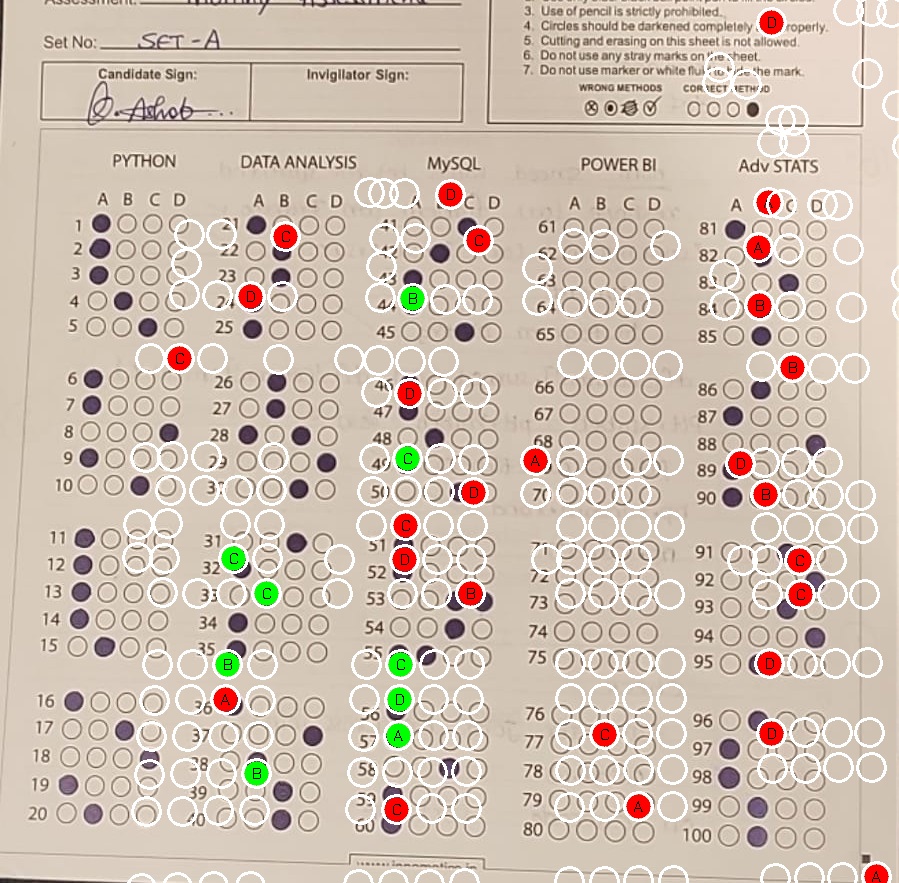 3. Use of pencil is strictly prohibited.
4. Circles should be darkened completely properly.
Set No: SET-A
5. Cutting and erasing on this sheet is not allowed.
6. Do not use any stray marks on the sheet.
7. Do not use marker or white fluid to hide the mark.
Candidate Sign: Invigilator Sign:
WRONG METHODS CORRECT METHOD
PYTHON DATA ANALYSIS MySQL POWER BI Adv STATS
A B C D A B C D A C D A B C D A C D
1 21 41 61 81
2 22 42 62 82
3 23 43 63 83
4 24 44 64 84
5 25 45 65 85
6 26 46 66 86
7 27 47 67 87
8 28 48 68 88
9 29 49 69 89
10 30 50 70 90
11 31 51 71 91
12 32 52 72 92
13 33 53 73 93
14 34 54 74 94
15 35 55 75 95
16 36 56 76 96
17 37 57 77 97
18 38 58 78 98
19 39 59 79 99
20 40 60 80 100